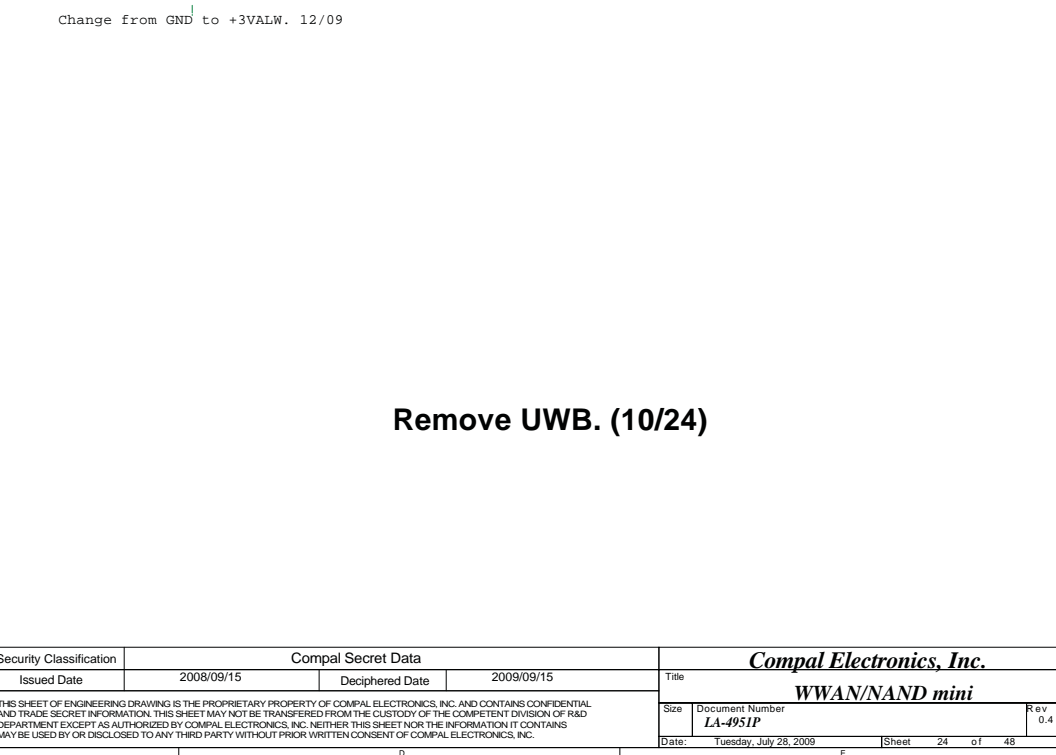 Change from GND to +3VALW. 12/09
Remove UWB. (10/24)
Security Classification
Compal Secret Data
Issued Date
2008/09/15
Deciphered Date
2009/09/15
THIS SHEET OF ENGINEERING DRAWING IS THE PROPRIETARY PROPERTY OF COMPAL ELECTRONICS, INC. AND CONTAINS CONFIDENTIAL
AND TRADE SECRET INFORMATION. THIS SHEET MAY NOT BE TRANSFERED FROM THE CUSTODY OF THE COMPETENT DIVISION OF R&D
DEPARTMENT EXCEPT AS AUTHORIZED BY COMPAL ELECTRONICS, INC. NEITHER THIS SHEET NOR THE INFORMATION IT CONTAINS
MAY BE USED BY OR DISCLOSED TO ANY THIRD PARTY WITHOUT PRIOR WRITTEN CONSENT OF COMPAL ELECTRONICS, INC.
Compal Electronics, Inc.
Title
WWAN/NAND mini
Size
Document Number
LA-4951P
Rev
0.4
Date: Tuesday, July 28, 2009
Sheet 24 of 48